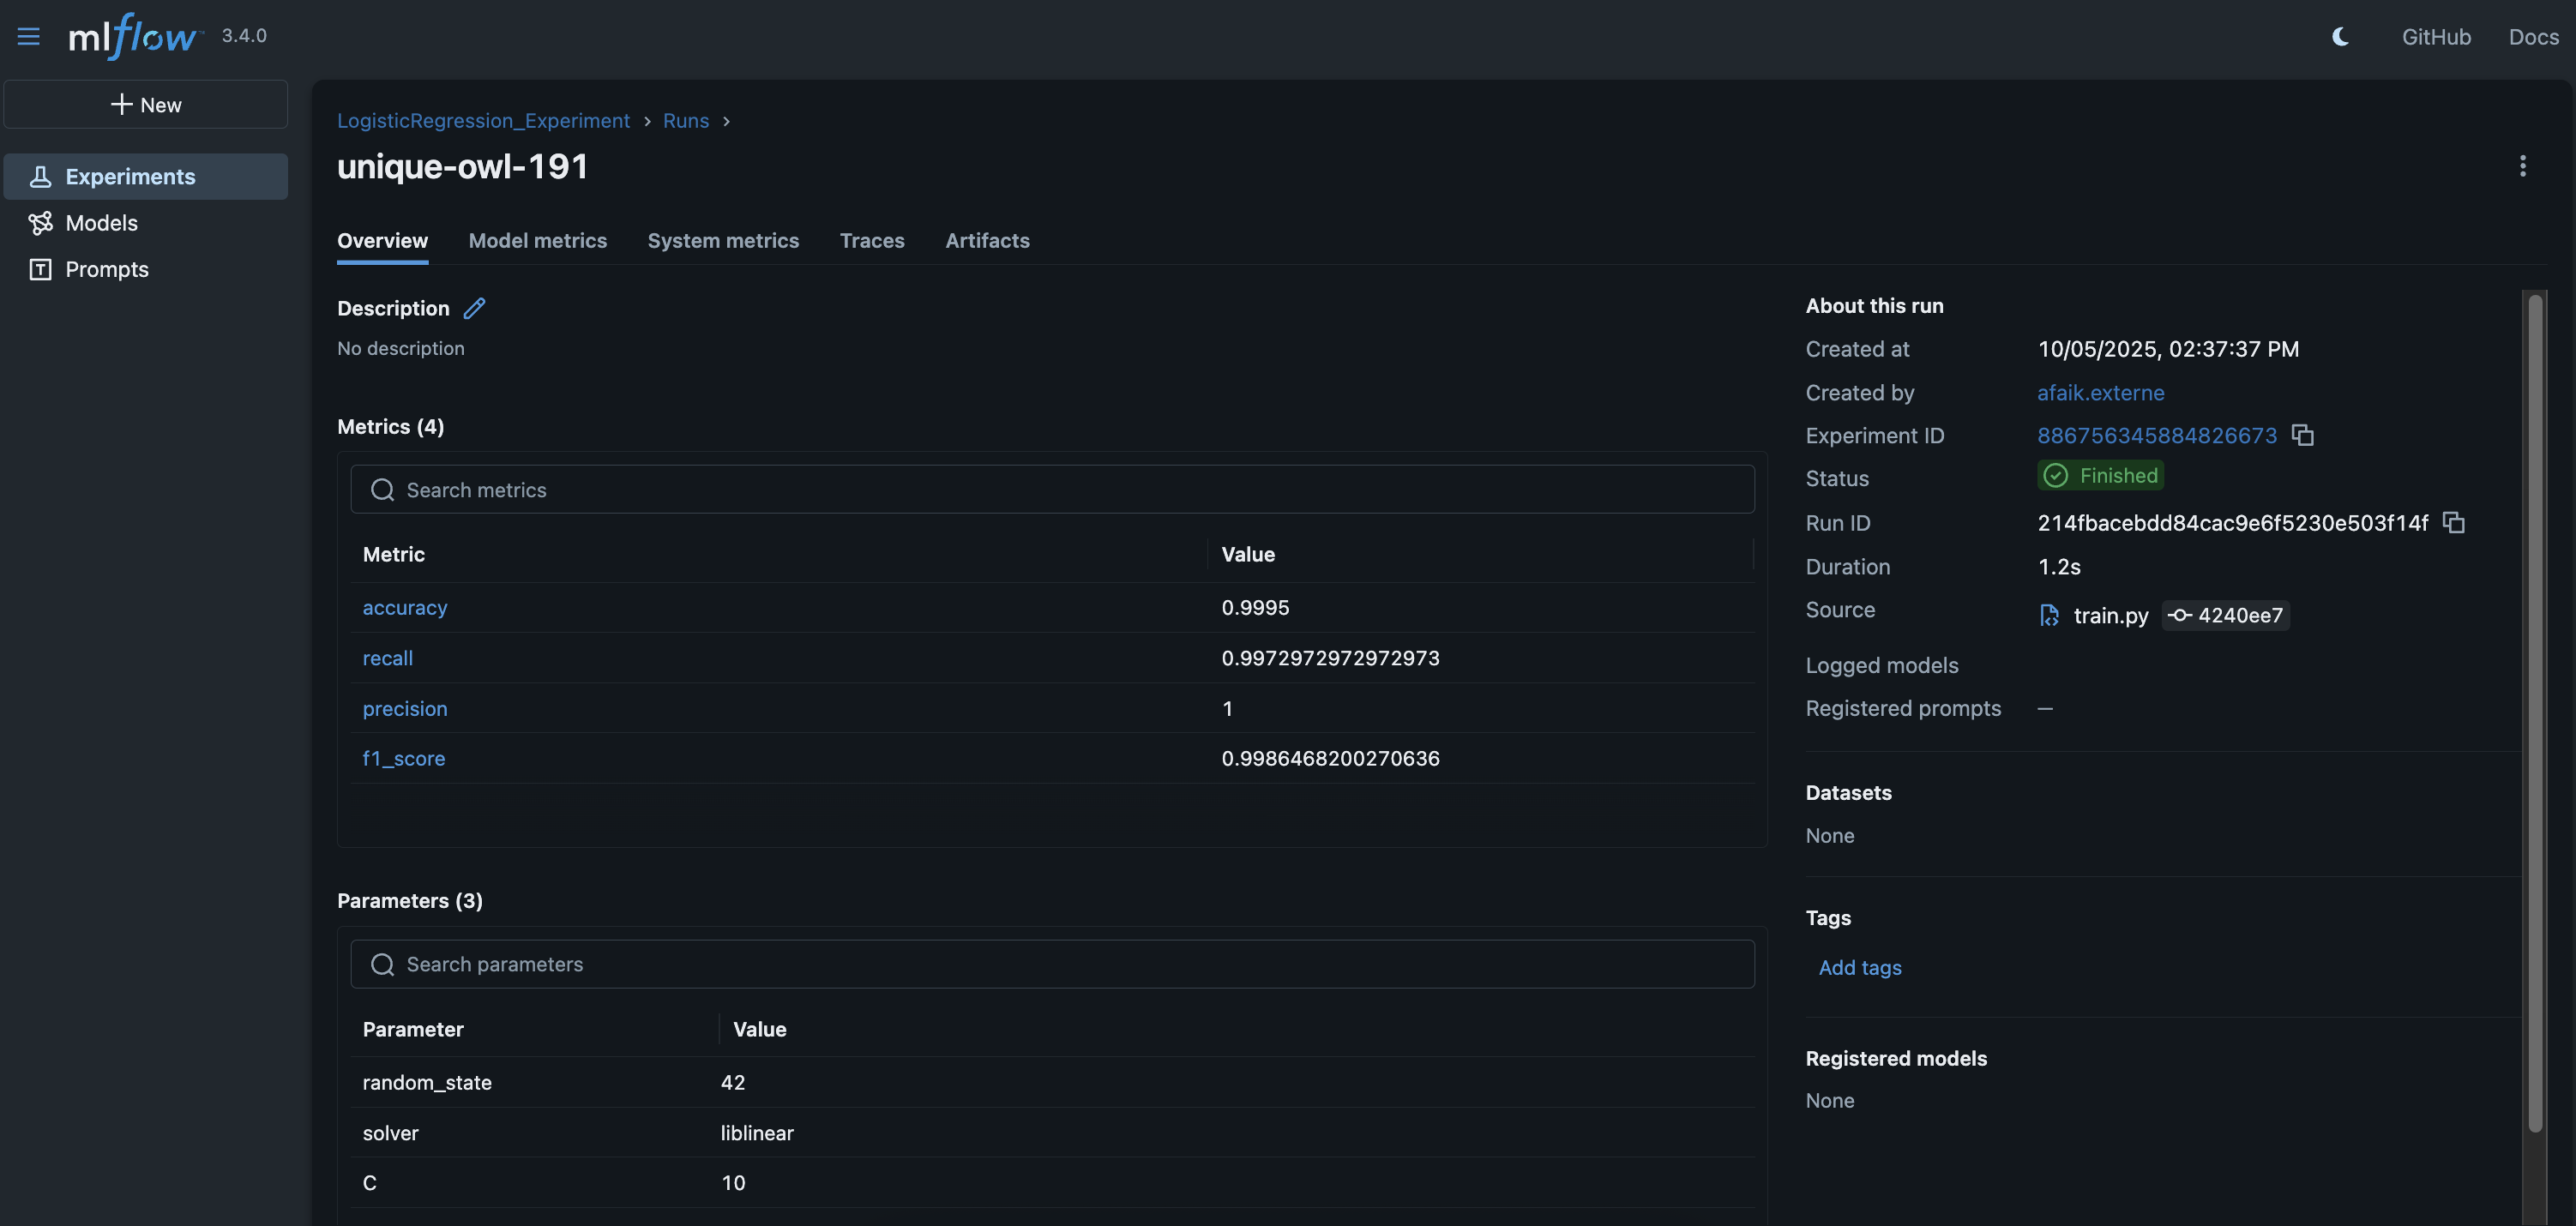 mlflow™ 3.4.0
GitHub Docs
New
Experiments
Models
Prompts
LogisticRegression_Experiment > Runs >
unique-owl-191
Overview Model metrics System metrics Traces Artifacts
Description
No description
Metrics (4)
Search metrics
Metric Value
accuracy 0.9995
recall 0.9972972972972973
precision 1
f1_score 0.9986468200270636
Parameters (3)
Search parameters
Parameter Value
random_state 42
solver liblinear
C 10
About this run
Created at 10/05/2025, 02:37:37 PM
Created by afaik.externe
Experiment ID 886756345884826673
Status Finished
Run ID 214fbacebdd84cac9e6f5230e503f14f
Duration 1.2s
Source train.py 4240ee7
Logged models
Registered prompts —
Datasets
None
Tags
Add tags
Registered models
None